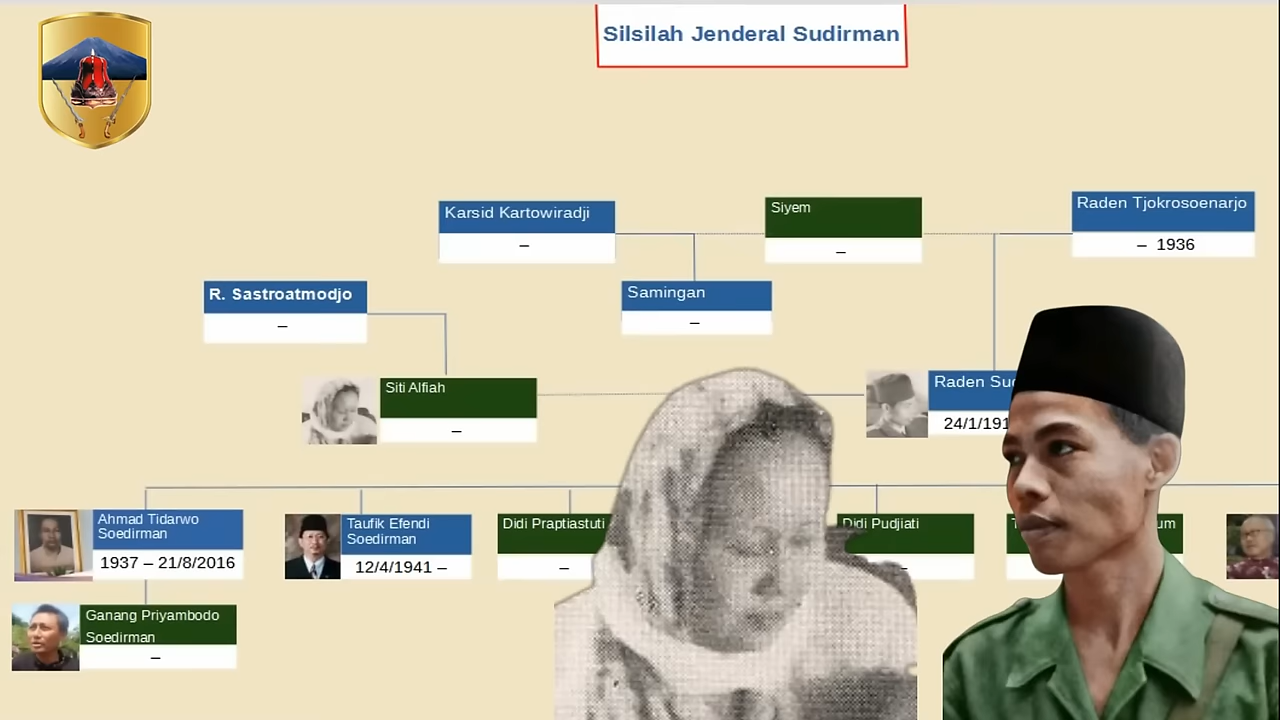 Silsilah Jenderal Sudirman
Karsid Kartowiradji
–
Siyem
–
Raden Tjokrosoenarjo
– 1936
R. Sastroatmodjo
–
Samingan
–
Siti Alfiah
–
Raden
24/1/191
Ahmad Tidarwo
Soedirman
1937 – 21/8/2016
Taufik Efendi
Soedirman
12/4/1941 –
Didi Praptiastuti
–
Didi Pudjiati
–
Ganang Priyambodo
Soedirman
–